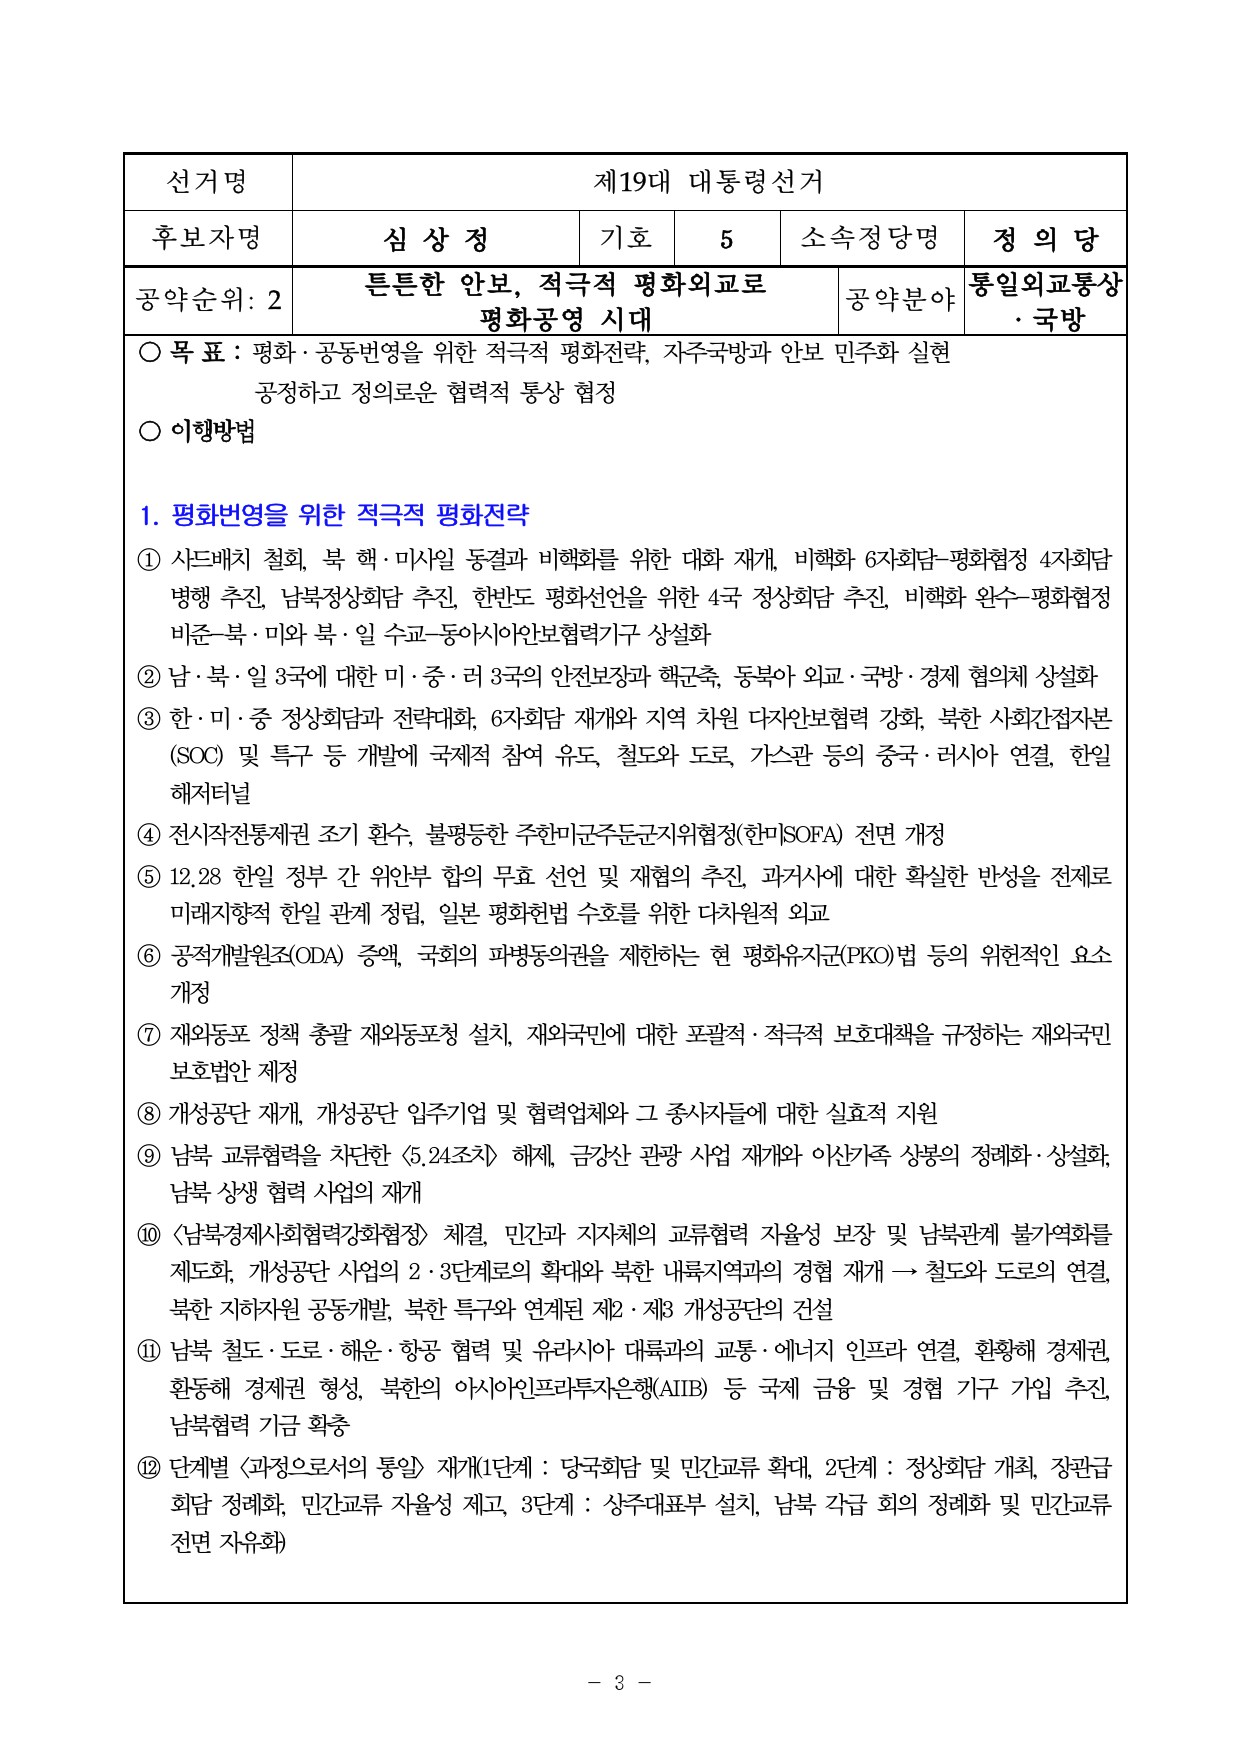 선거명 제19대 대통령선거
후보자명 심 상 정 기호 5 소속정당명 정 의 당
공약순위: 2 튼튼한 안보, 적극적 평화외교로 공약분야 통일외교통상
평화공영 시대 · 국방
○ 목 표 : 평화 · 공동번영을 위한 적극적 평화전략, 자주국방과 안보 민주화 실현
공정하고 정의로운 협력적 통상 협정
○ 이행방법
1. 평화번영을 위한 적극적 평화전략
① 사드배치 철회, 북 핵 · 미사일 동결과 비핵화를 위한 대화 재개, 비핵화 6자회담-평화협정 4자회담
병행 추진, 남북정상회담 추진, 한반도 평화선언을 위한 4국 정상회담 추진, 비핵화 완수-평화협정
비준-북 · 미와 북 · 일 수교-동아시아안보협력기구 상설화
② 남 · 북 · 일 3국에 대한 미 · 중 · 러 3국의 안전보장과 핵군축, 동북아 외교 · 국방 · 경제 협의체 상설화
③ 한 · 미 · 중 정상회담과 전략대화, 6자회담 재개와 지역 차원 다자안보협력 강화, 북한 사회간접자본
(SOC) 및 특구 등 개발에 국제적 참여 유도, 철도와 도로, 가스관 등의 중국 · 러시아 연결, 한일
해저터널
④ 전시작전통제권 조기 환수, 불평등한 주한미군주둔군지위협정(한미SOFA) 전면 개정
⑤ 12.28 한일 정부 간 위안부 합의 무효 선언 및 재협의 추진, 과거사에 대한 확실한 반성을 전제로
미래지향적 한일 관계 정립, 일본 평화헌법 수호를 위한 다차원적 외교
⑥ 공적개발원조(ODA) 증액, 국회의 파병동의권을 제한하는 현 평화유지군(PKO)법 등의 위헌적인 요소
개정
⑦ 재외동포 정책 총괄 재외동포청 설치, 재외국민에 대한 포괄적 · 적극적 보호대책을 규정하는 재외국민
보호법안 제정
⑧ 개성공단 재개, 개성공단 입주기업 및 협력업체와 그 종사자들에 대한 실효적 지원
⑨ 남북 교류협력을 차단한 〈5.24조치〉 해제, 금강산 관광 사업 재개와 이산가족 상봉의 정례화 · 상설화,
남북 상생 협력 사업의 재개
⑩ 〈남북경제사회협력강화협정〉 체결, 민간과 지자체의 교류협력 자율성 보장 및 남북관계 불가역화를
제도화, 개성공단 사업의 2 · 3단계로의 확대와 북한 내륙지역과의 경협 재개 → 철도와 도로의 연결,
북한 지하자원 공동개발, 북한 특구와 연계된 제2 · 제3 개성공단의 건설
⑪ 남북 철도 · 도로 · 해운 · 항공 협력 및 유라시아 대륙과의 교통 · 에너지 인프라 연결, 환황해 경제권,
환동해 경제권 형성, 북한의 아시아인프라투자은행(AIIB) 등 국제 금융 및 경협 기구 가입 추진,
남북협력 기금 확충
⑫ 단계별 〈과정으로서의 통일〉 재개(1단계 : 당국회담 및 민간교류 확대, 2단계 : 정상회담 개최, 장관급
회담 정례화, 민간교류 자율성 제고, 3단계 : 상주대표부 설치, 남북 각급 회의 정례화 및 민간교류
전면 자유화)
- 3 -